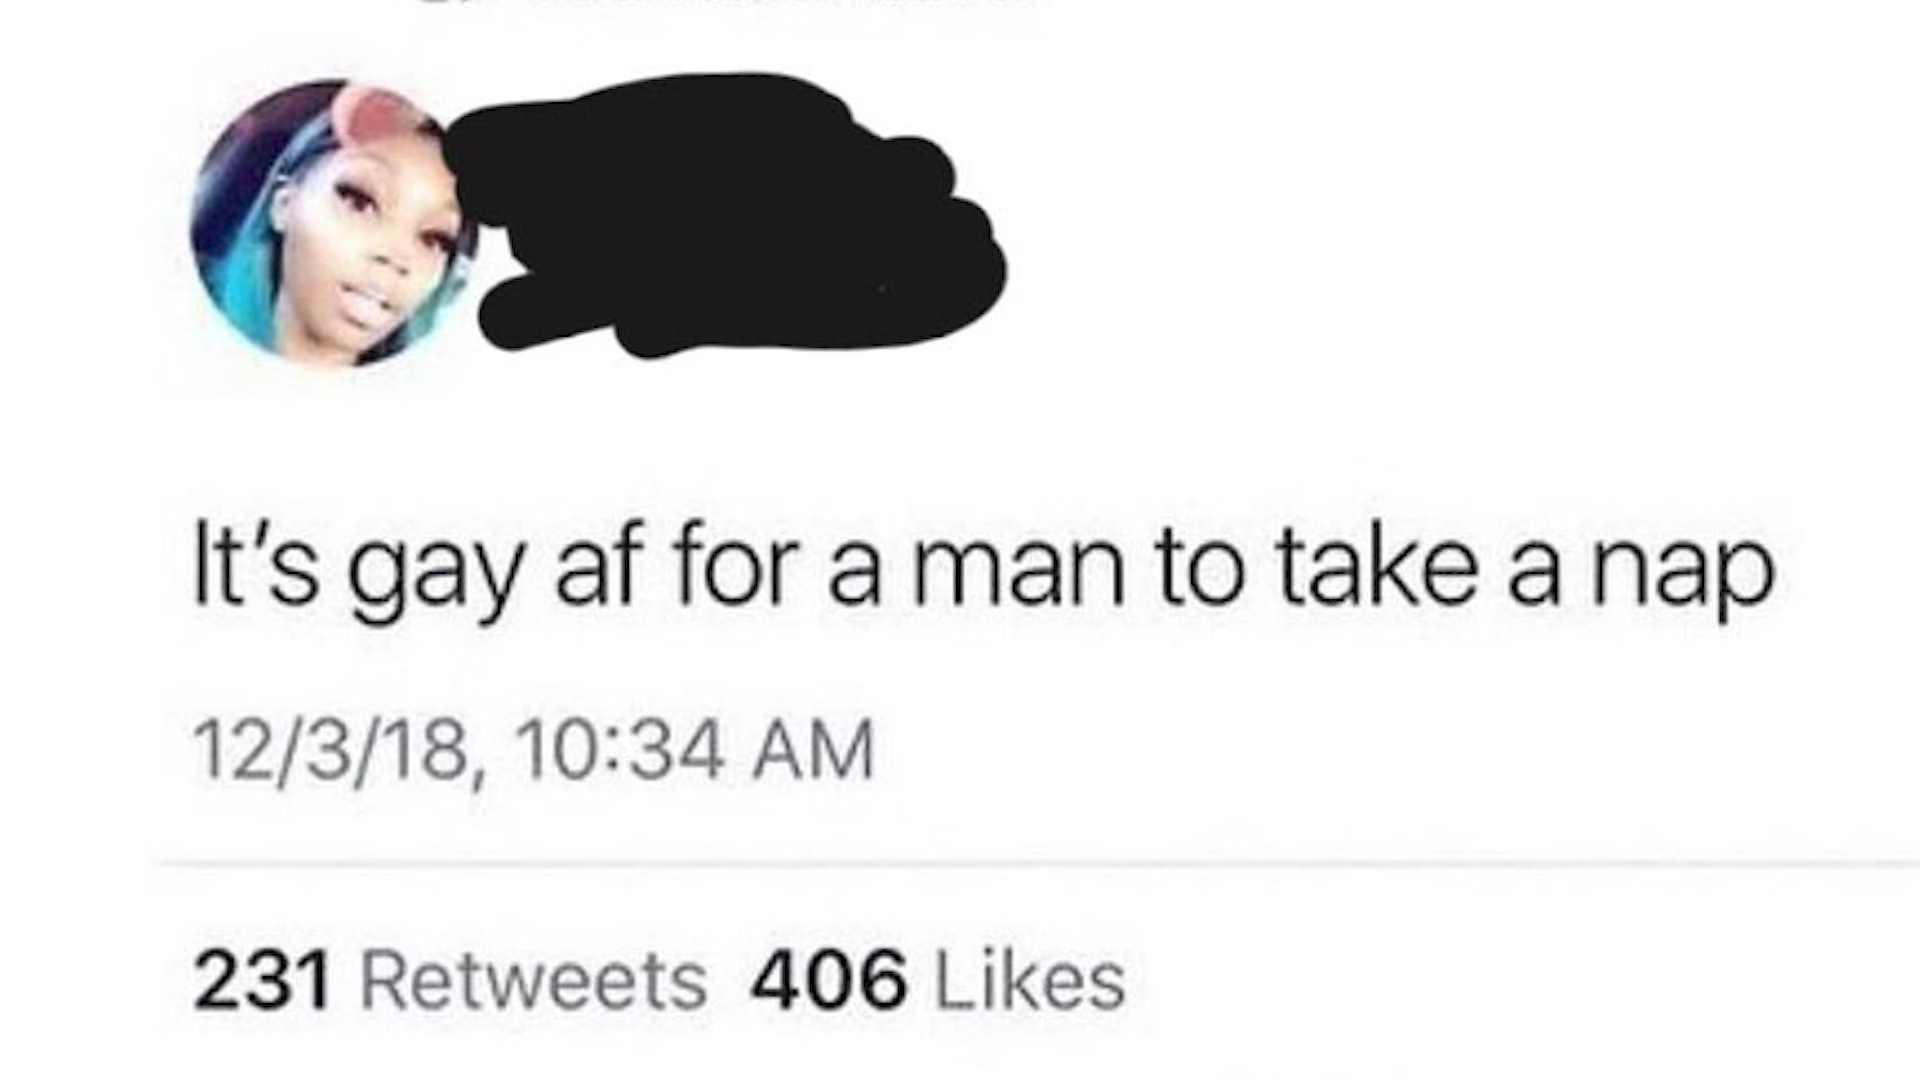 It's gay af for a man to take a nap
12/3/18, 10:34 AM
231 Retweets 406 Likes